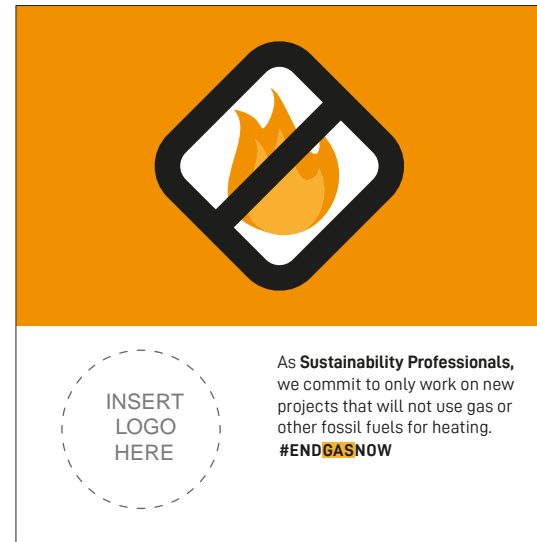 INSERT
LOGO
HERE
As Sustainability Professionals,
we commit to only work on new
projects that will not use gas or
other fossil fuels for heating.
#ENDGASNOW